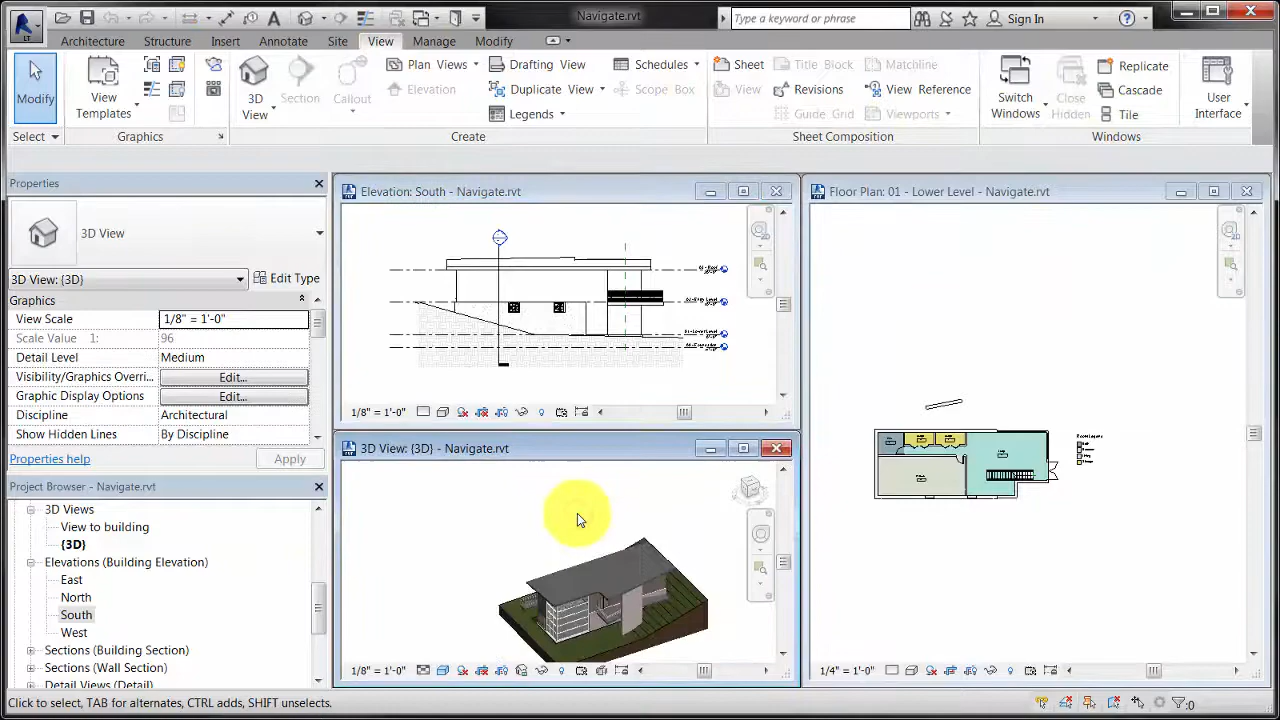 Navigate.rvt
Type a keyword or phrase
Sign In
LT
Architecture
Structure
Insert
Annotate
Site
View
Manage
Modify
Modify
View
Templates
3D
View
Section
Callout
Plan Views
Elevation
Drafting View
Duplicate View
Legends
Schedules
Scope Box
Sheet
View
Title Block
Revisions
Guide Grid
Matchline
View Reference
Viewports
Switch
Windows
Close
Hidden
Replicate
Cascade
Tile
User
Interface
Select
Graphics
Create
Sheet Composition
Windows
Properties
3D View
3D View: {3D}
Edit Type
Graphics
View Scale
1/8" = 1'-0"
Scale Value 1:
96
Detail Level
Medium
Visibility/Graphics Overri...
Edit...
Graphic Display Options
Edit...
Discipline
Architectural
Show Hidden Lines
By Discipline
Properties help
Apply
Project Browser - Navigate.rvt
3D Views
View to building
{3D}
Elevations (Building Elevation)
East
North
South
West
Sections (Building Section)
Sections (Wall Section)
Detail Views (Detail)
Elevation: South - Navigate.rvt
1/8" = 1'-0"
3D View: {3D} - Navigate.rvt
1/8" = 1'-0"
Floor Plan: 01 - Lower Level - Navigate.rvt
1/4" = 1'-0"
Click to select, TAB for alternates, CTRL adds, SHIFT unselects.
:0